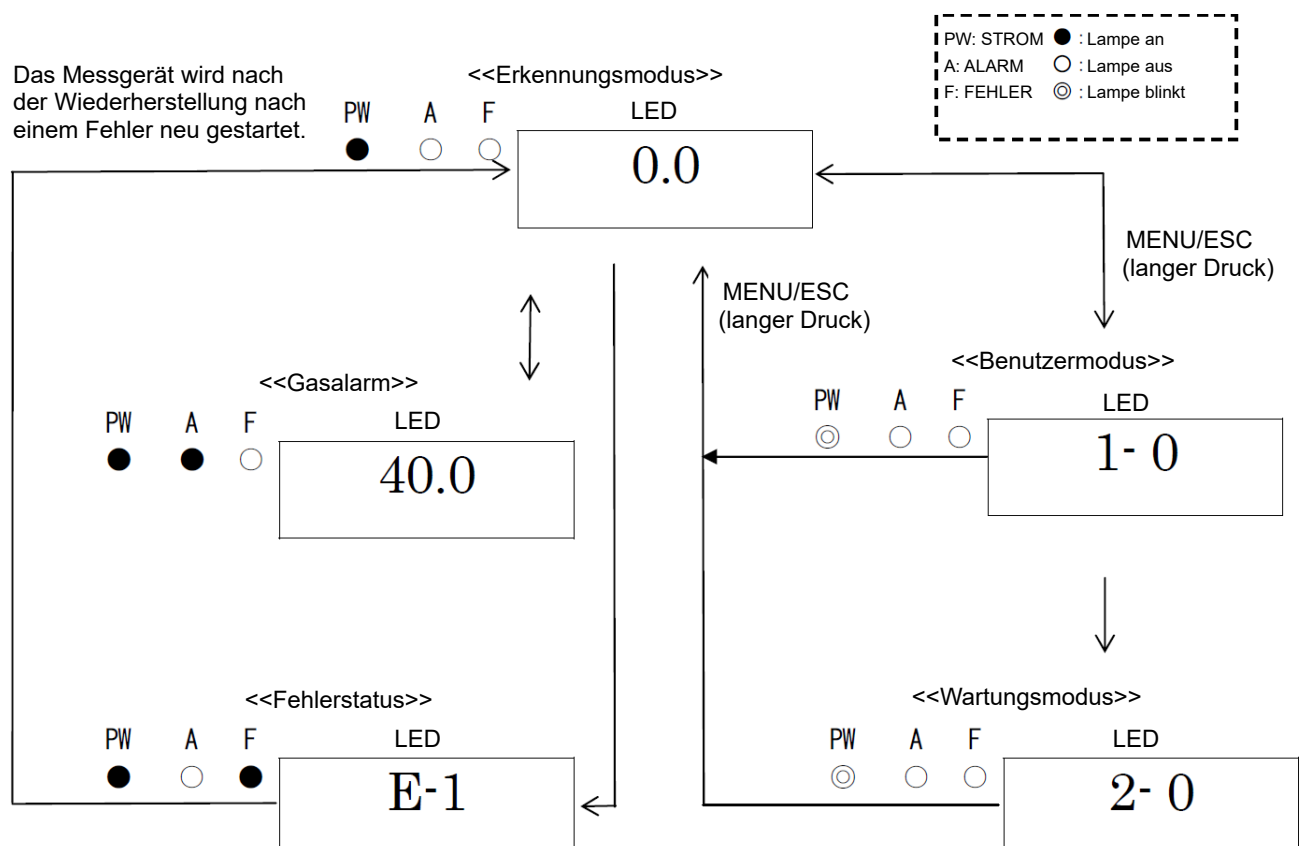 PW: STROM ● : Lampe an
A: ALARM ○ : Lampe aus
F: FEHLER ◎ : Lampe blinkt
Das Messgerät wird nach
der Wiederherstellung nach
einem Fehler neu gestartet.
<<Erkennungsmodus>>
PW A F LED
0.0
MENU/ESC
(langer Druck)
MENU/ESC
(langer Druck)
<<Gasalarm>>
PW A F LED
40.0
<<Benutzermodus>>
PW A F LED
1- 0
<<Fehlerstatus>>
PW A F LED
E-1
<<Wartungsmodus>>
PW A F LED
2- 0